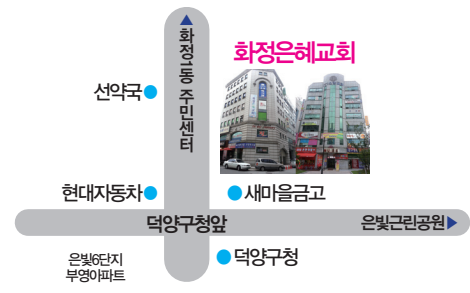 ▲화정1동 주민센터
화정은혜교회
선약국
현대자동차
새마을금고
덕양구청앞
은빛근린공원▶
은빛6단지
부영아파트
덕양구청